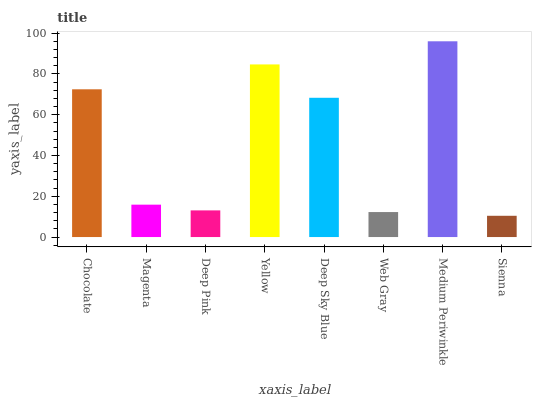 title
yaxis_label
100
80
60
40
20
0
Chocolate
Magenta
Deep Pink
Yellow
Deep Sky Blue
Web Gray
Medium Periwinkle
Sienna
xaxis_label